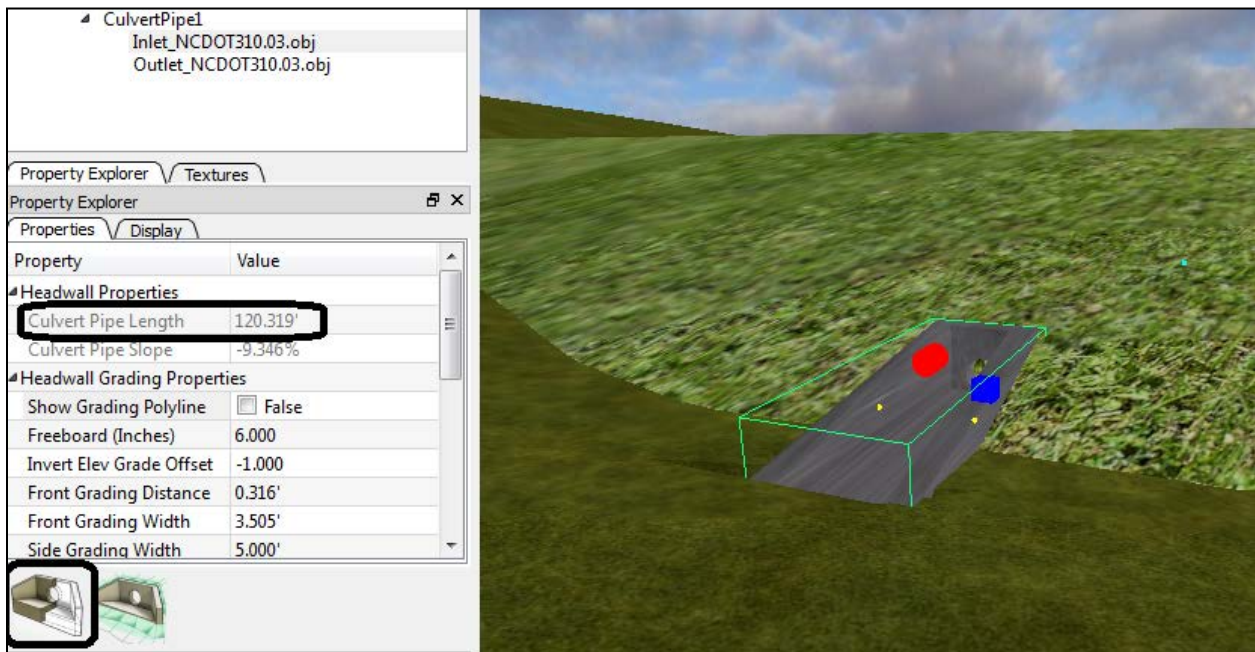 CulvertPipe1
Inlet_NCDOT310.03.obj
Outlet_NCDOT310.03.obj
Property Explorer Textures
Property Explorer
Properties Display
Property Value
Headwall Properties
Culvert Pipe Length 120.319'
Culvert Pipe Slope -9.346%
Headwall Grading Properties
Show Grading Polyline False
Freeboard (Inches) 6.000
Invert Elev Grade Offset -1.000
Front Grading Distance 0.316'
Front Grading Width 3.505'
Side Grading Width 5.000'